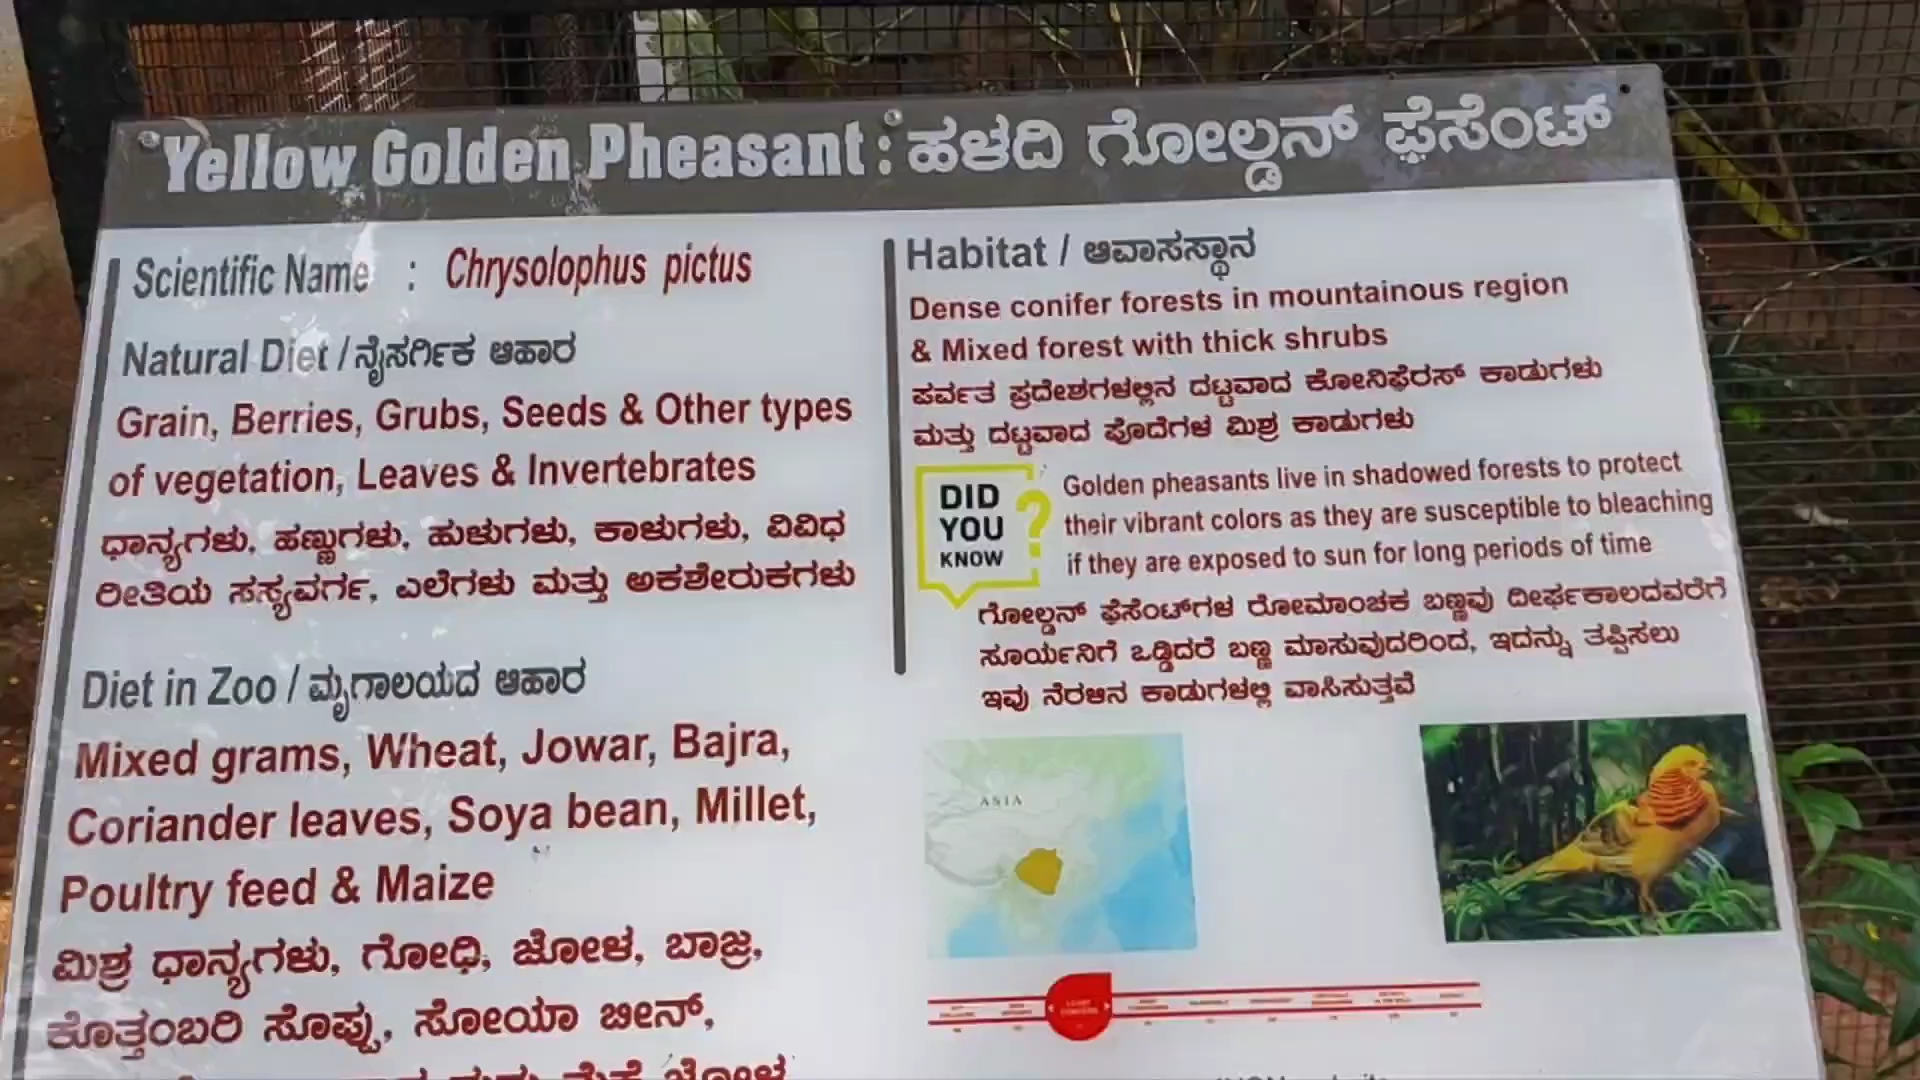 Yellow Golden Pheasant : ಹಳದಿ ಗೋಲ್ಡನ್ ಫೆಸೆಂಟ್
Scientific Name : Chrysolophus pictus
Natural Diet / ನೈಸರ್ಗಿಕ ಆಹಾರ
Grain, Berries, Grubs, Seeds & Other types
of vegetation, Leaves & Invertebrates
ಧಾನ್ಯಗಳು, ಹಣ್ಣುಗಳು, ಹುಳುಗಳು, ಕಾಳುಗಳು, ವಿವಿಧ
ರೀತಿಯ ಸಸ್ಯವರ್ಗ, ಎಲೆಗಳು ಮತ್ತು ಅಕಶೇರುಕಗಳು
Diet in Zoo / ಮೃಗಾಲಯದ ಆಹಾರ
Mixed grams, Wheat, Jowar, Bajra,
Coriander leaves, Soya bean, Millet,
Poultry feed & Maize
ಮಿಶ್ರ ಧಾನ್ಯಗಳು, ಗೋಧಿ, ಜೋಳ, ಬಾಜ್ರ,
ಕೊತ್ತಂಬರಿ ಸೊಪ್ಪು, ಸೋಯಾ ಬೀನ್,
Habitat / ಆವಾಸಸ್ಥಾನ
Dense conifer forests in mountainous region
& Mixed forest with thick shrubs
ಪರ್ವತ ಪ್ರದೇಶಗಳಲ್ಲಿನ ದಟ್ಟವಾದ ಕೋನಿಫೆರಸ್ ಕಾಡುಗಳು
ಮತ್ತು ದಟ್ಟವಾದ ಪೊದೆಗಳ ಮಿಶ್ರ ಕಾಡುಗಳು
DID
YOU
KNOW
?
Golden pheasants live in shadowed forests to protect
their vibrant colors as they are susceptible to bleaching
if they are exposed to sun for long periods of time
ಗೋಲ್ಡನ್ ಫೆಸೆಂಟ್‌ಗಳ ರೋಮಾಂಚಕ ಬಣ್ಣವು ದೀರ್ಘಕಾಲದವರೆಗೆ
ಸೂರ್ಯನಿಗೆ ಒಡ್ಡಿದರೆ ಬಣ್ಣ ಮಾಸುವುದರಿಂದ, ಇದನ್ನು ತಪ್ಪಿಸಲು
ಇವು ನೆರಳಿನ ಕಾಡುಗಳಲ್ಲಿ ವಾಸಿಸುತ್ತವೆ
ASIA